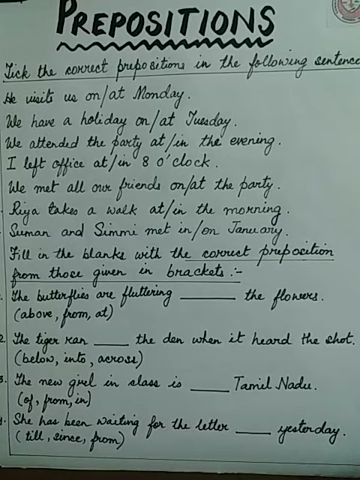 PREPOSITIONS
Tick the correct prepositions in the following sentence
He visits us on/at Monday.
We have a holiday on/at Tuesday.
We attended the party at/in the evening.
I left office at/in 8 o'clock.
We met all our friends on/at the party.
Riya takes a walk at/in the morning.
Suman and Simmi met in/on January.
Fill in the blanks with the correct preposition
from those given in brackets:-
The butterflies are fluttering ______ the flowers.
(above, from, at)
2 The tiger ran ____ the den when it heard the shot.
(below, into, across)
3. The new girl in class is ____ Tamil Nadu.
(of, from, in)
She has been waiting for the letter ____ yesterday.
(till, since, from)